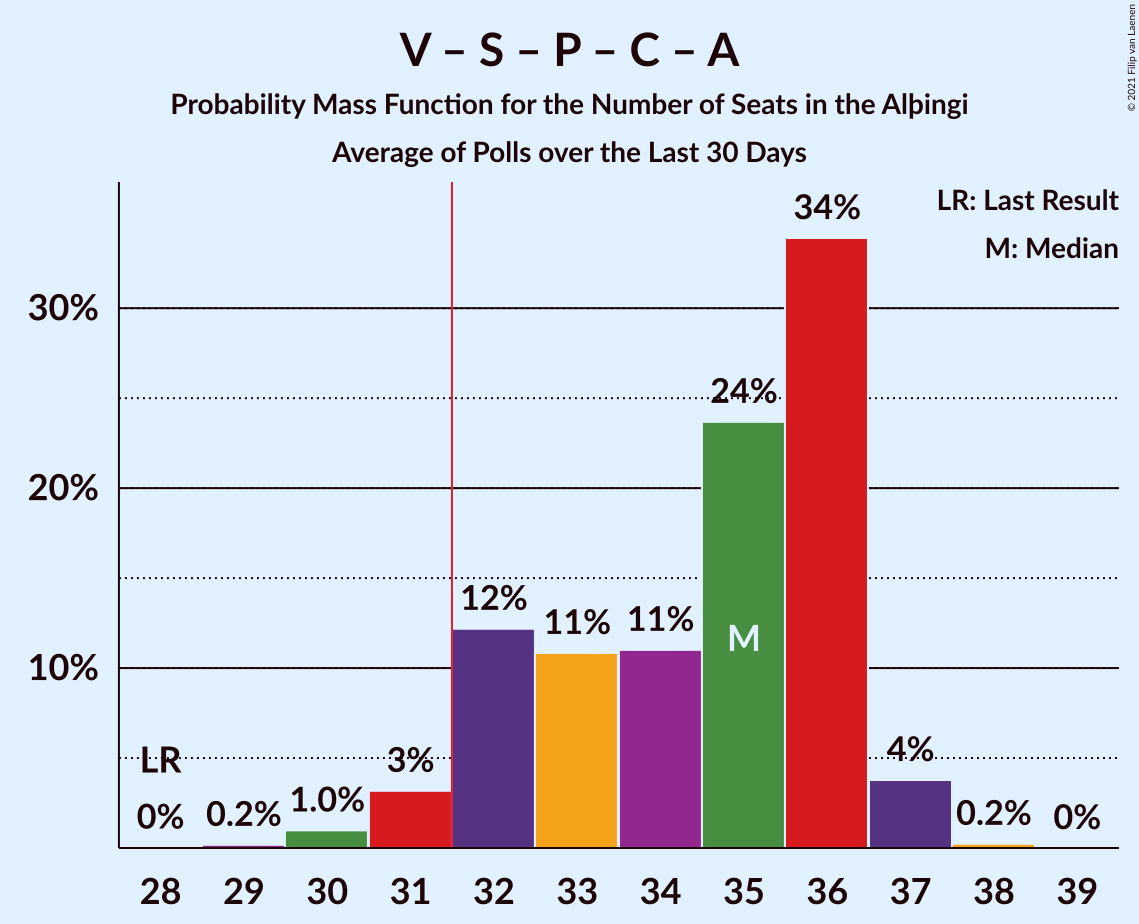 V – S – P – C – A
Probability Mass Function for the Number of Seats in the Alþingi
Average of Polls over the Last 30 Days
© 2021 Filip van Laenen
LR: Last Result
M: Median
34%
30%
24%
20%
12%
11%
11%
M
10%
LR
3%
4%
0%
0.2%
1.0%
0.2%
0%
28 29 30 31 32 33 34 35 36 37 38 39